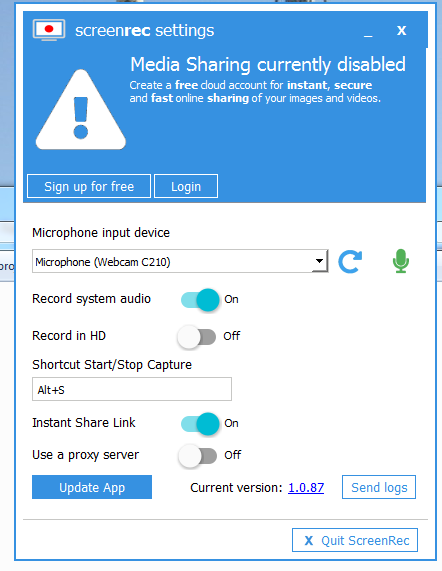 screenrec settings
_ X
Media Sharing currently disabled
Create a free cloud account for instant, secure
and fast online sharing of your images and videos.
Sign up for free Login
Microphone input device
Microphone (Webcam C210)
Record system audio On
Record in HD Off
Shortcut Start/Stop Capture
Alt+S
Instant Share Link On
Use a proxy server Off
Update App Current version: 1.0.87 Send logs
X Quit ScreenRec
pro